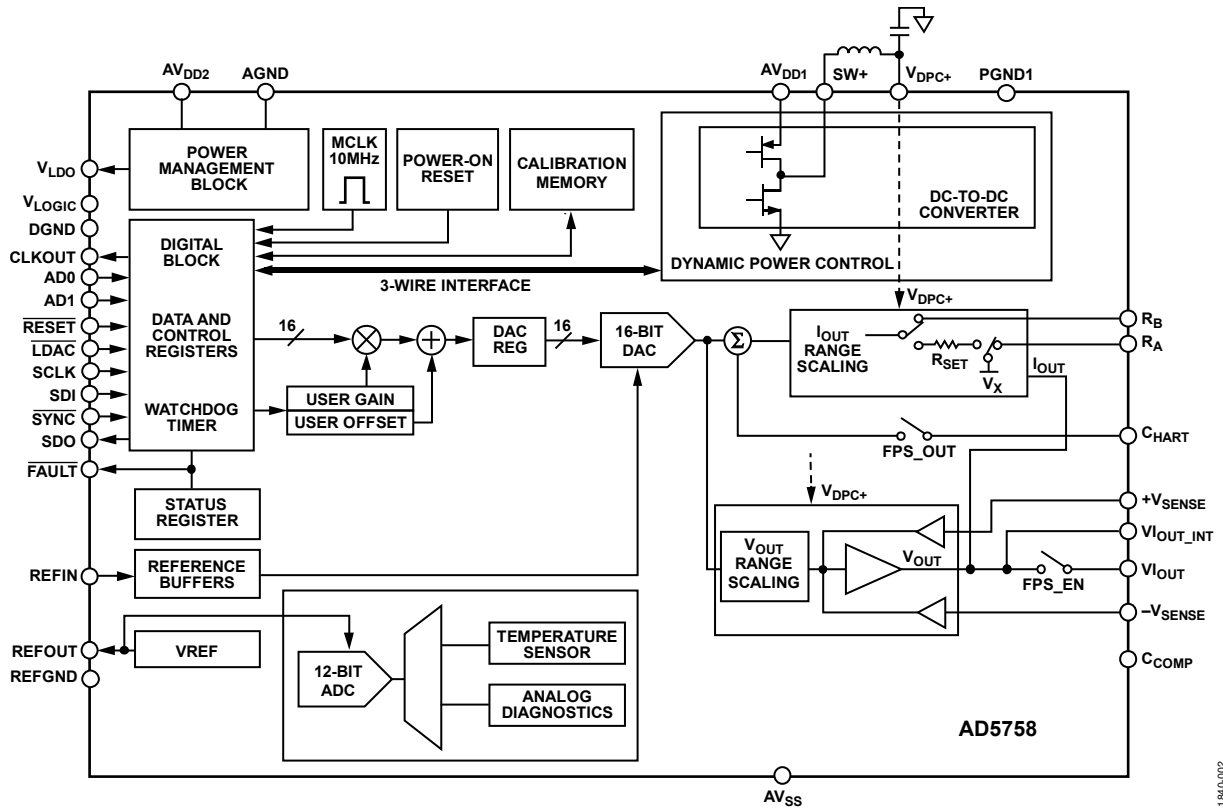 AVDD2
AGND
AVDD1
SW+
VDPC+
PGND1
VLDO
VLOGIC
DGND
CLKOUT
AD0
AD1
RESET
LDAC
SCLK
SDI
SYNC
SDO
FAULT
REFIN
REFOUT
REFGND
POWER
MANAGEMENT
BLOCK
MCLK
10MHz
POWER-ON
RESET
CALIBRATION
MEMORY
DC-TO-DC
CONVERTER
DYNAMIC POWER CONTROL
DIGITAL
BLOCK
DATA AND
CONTROL
REGISTERS
WATCHDOG
TIMER
3-WIRE INTERFACE
16
USER GAIN
USER OFFSET
DAC
REG
16
16-BIT
DAC
Σ
VDPC+
IOUT
RANGE
SCALING
RSET
VX
IOUT
RB
RA
CHART
FPS_OUT
STATUS
REGISTER
REFERENCE
BUFFERS
VREF
VDPC+
VOUT
RANGE
SCALING
VOUT
FPS_EN
+VSENSE
VIOUT_INT
VIOUT
–VSENSE
CCOMP
12-BIT
ADC
TEMPERATURE
SENSOR
ANALOG
DIAGNOSTICS
AD5758
AVSS
1840-002